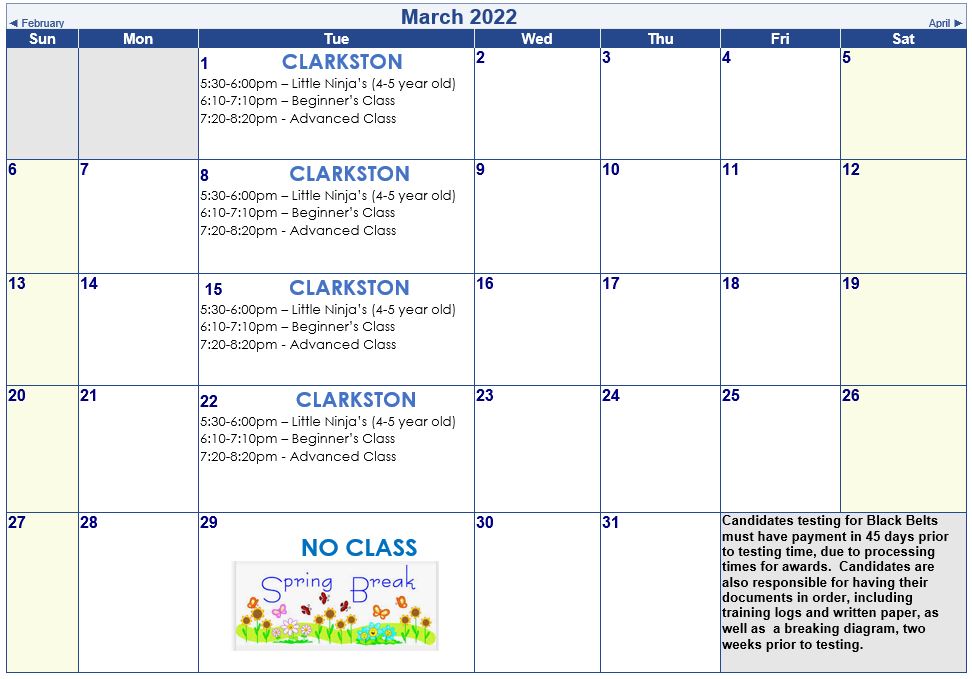 March 2022
◄ February
April ►
Sun Mon Tue Wed Thu Fri Sat
1 CLARKSTON
5:30-6:00pm – Little Ninja's (4-5 year old)
6:10-7:10pm – Beginner's Class
7:20-8:20pm - Advanced Class
2
3
4
5
6
7
8 CLARKSTON
5:30-6:00pm – Little Ninja's (4-5 year old)
6:10-7:10pm – Beginner's Class
7:20-8:20pm - Advanced Class
9
10
11
12
13
14
15 CLARKSTON
5:30-6:00pm – Little Ninja's (4-5 year old)
6:10-7:10pm – Beginner's Class
7:20-8:20pm - Advanced Class
16
17
18
19
20
21
22 CLARKSTON
5:30-6:00pm – Little Ninja's (4-5 year old)
6:10-7:10pm – Beginner's Class
7:20-8:20pm - Advanced Class
23
24
25
26
27
28
29
NO CLASS
Spring Break
30
31
Candidates testing for Black Belts
must have payment in 45 days prior
to testing time, due to processing
times for awards. Candidates are
also responsible for having their
documents in order, including
training logs and written paper, as
well as a breaking diagram, two
weeks prior to testing.